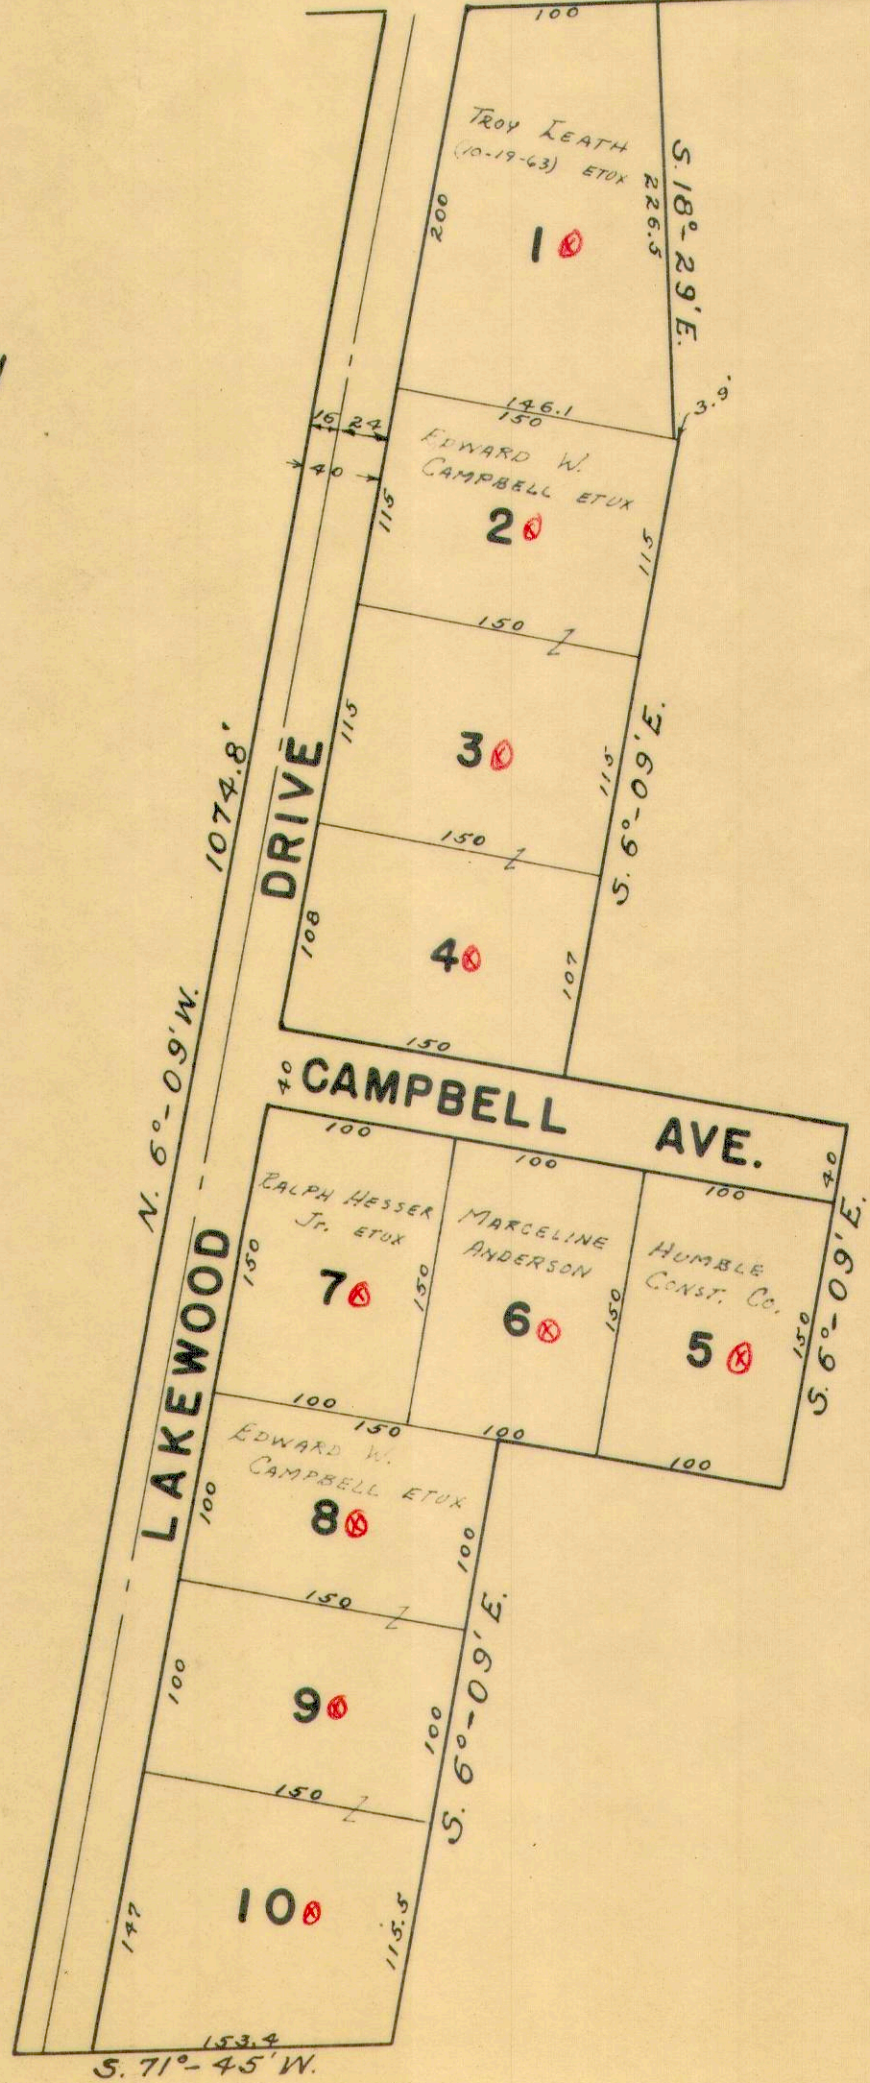 100
TROY LEATH
(10-19-63) ETUX
1
200
226.5
S. 18°-29' E.
3.9'
146.1
150
16 24
40
EDWARD W.
CAMPBELL ETUX
2
115
115
150
3
115
115
S. 6°-09' E.
150
4
108
107
150
1074.8'
N. 6°-09' W.
LAKEWOOD DRIVE
40
CAMPBELL AVE.
40
100
100
100
RALPH HESSER
Jr. ETUX
7
150
150
MARCELINE
ANDERSON
6
150
HUMBLE
CONST. Co.
5
150
S. 6°-09' E.
100
150
100
100
EDWARD W.
CAMPBELL ETUX
8
100
100
150
9
100
100
S. 6°-09' E.
150
10
147
115.5
153.4
S. 71°-45' W.